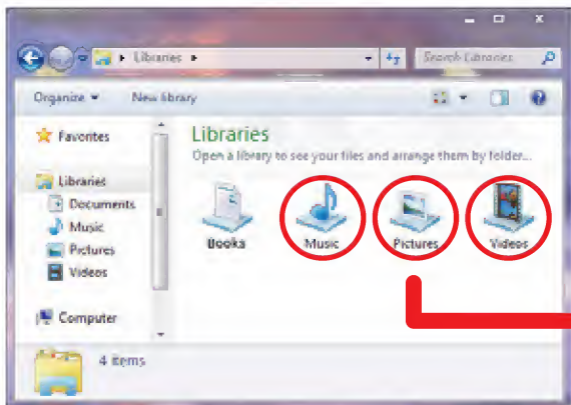 Libraries
Search Libraries
Organize
New library
Favorites
Libraries
Documents
Music
Pictures
Videos
Computer
Libraries
Open a library to see your files and arrange them by folder...
Books
Music
Pictures
Videos
4 items